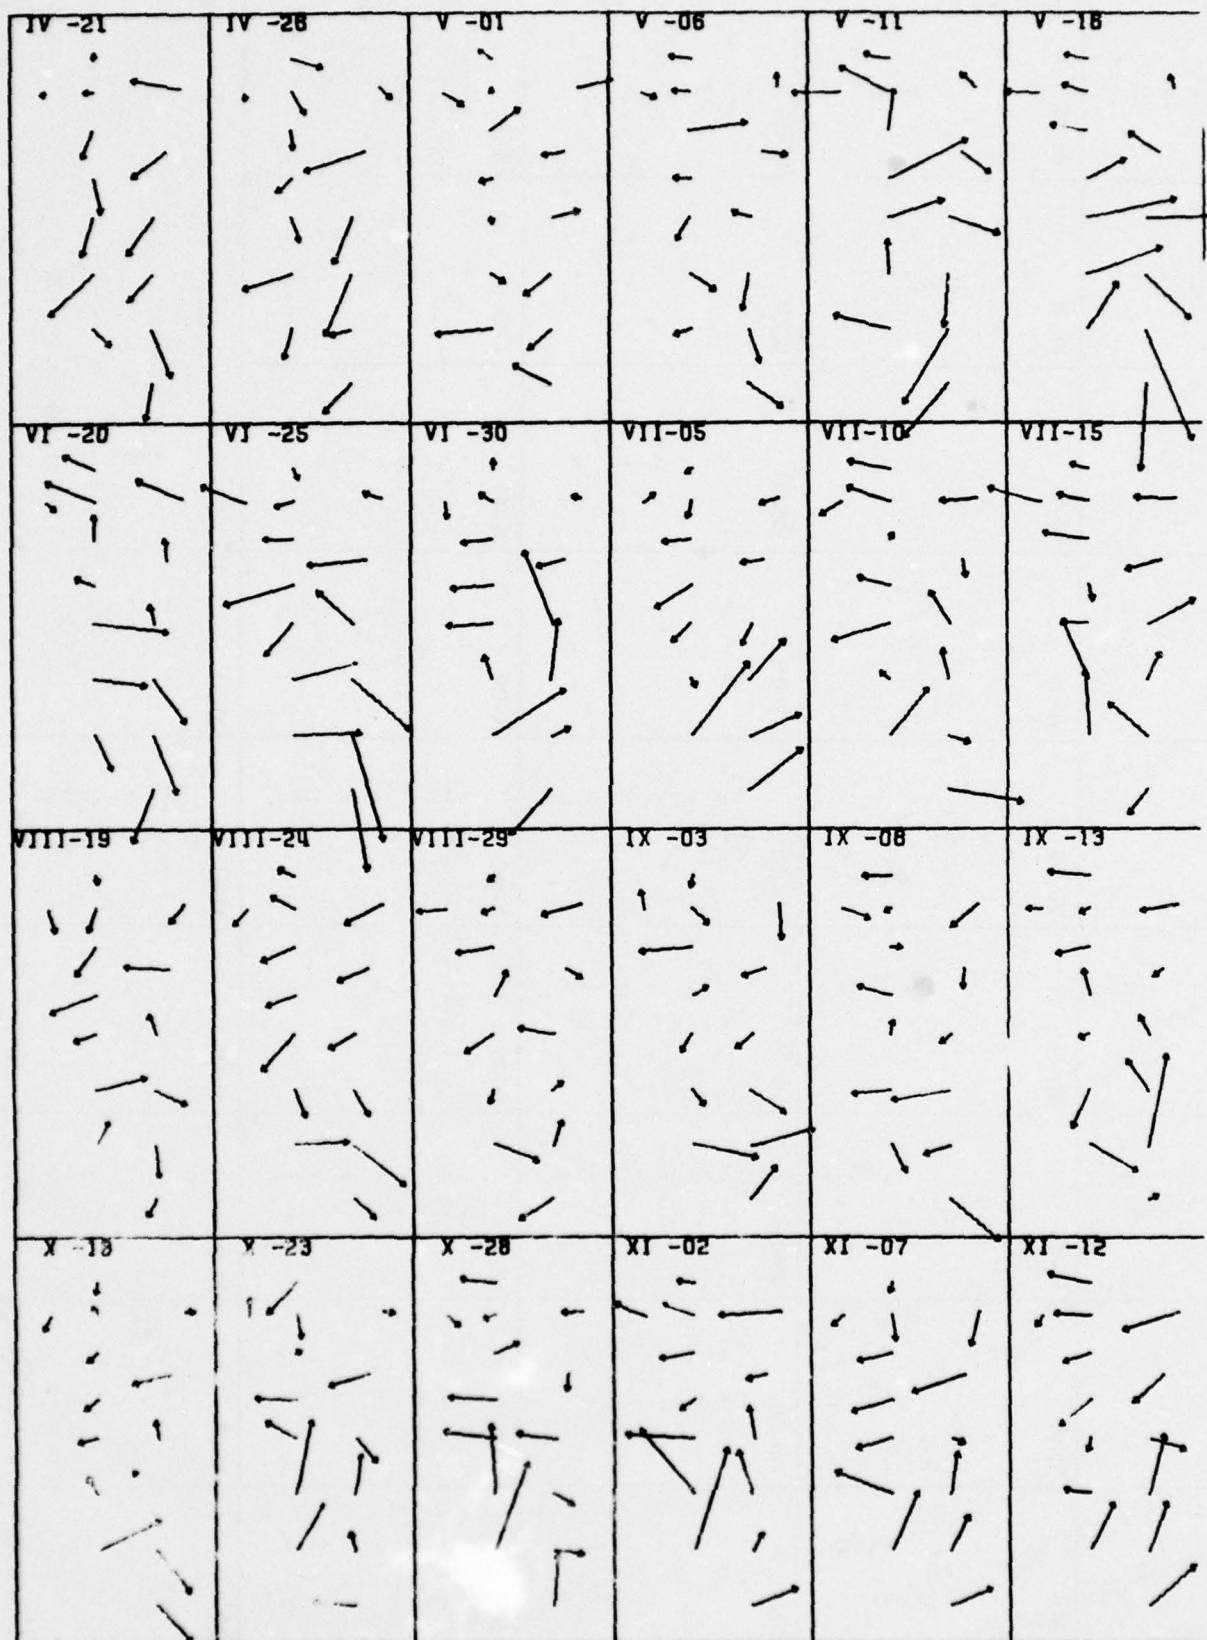 IV -21 IV -26 V -01 V -06 V -11 V -16
VI -20 VI -25 VI -30 VII-05 VII-10 VII-15
VIII-19 VIII-24 VIII-29 IX -03 IX -08 IX -13
X -18 X -23 X -28 XI -02 XI -07 XI -12